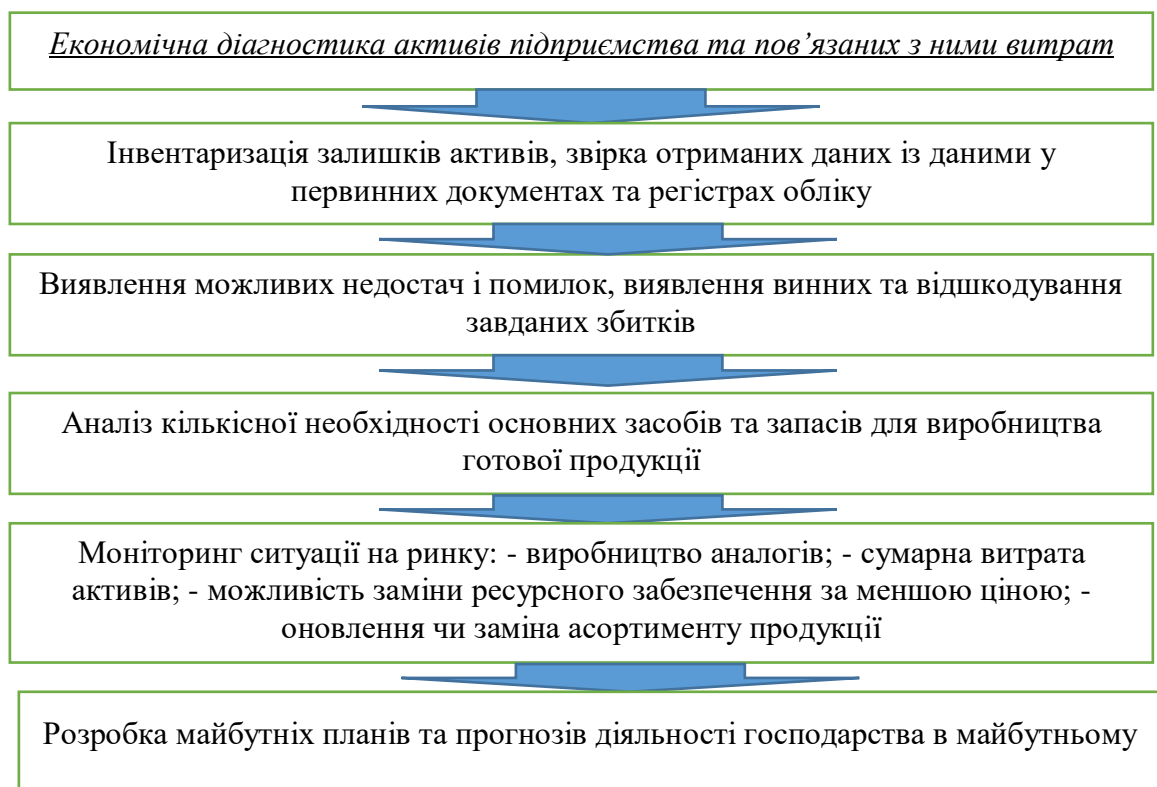 Економічна діагностика активів підприємства та пов’язаних з ними витрат
Інвентаризація залишків активів, звірка отриманих даних із даними у
первинних документах та регістрах обліку
Виявлення можливих недостач і помилок, виявлення винних та відшкодування
завданих збитків
Аналіз кількісної необхідності основних засобів та запасів для виробництва
готової продукції
Моніторинг ситуації на ринку: - виробництво аналогів; - сумарна витрата
активів; - можливість заміни ресурсного забезпечення за меншою ціною; -
оновлення чи заміна асортименту продукції
Розробка майбутніх планів та прогнозів діяльності господарства в майбутньому